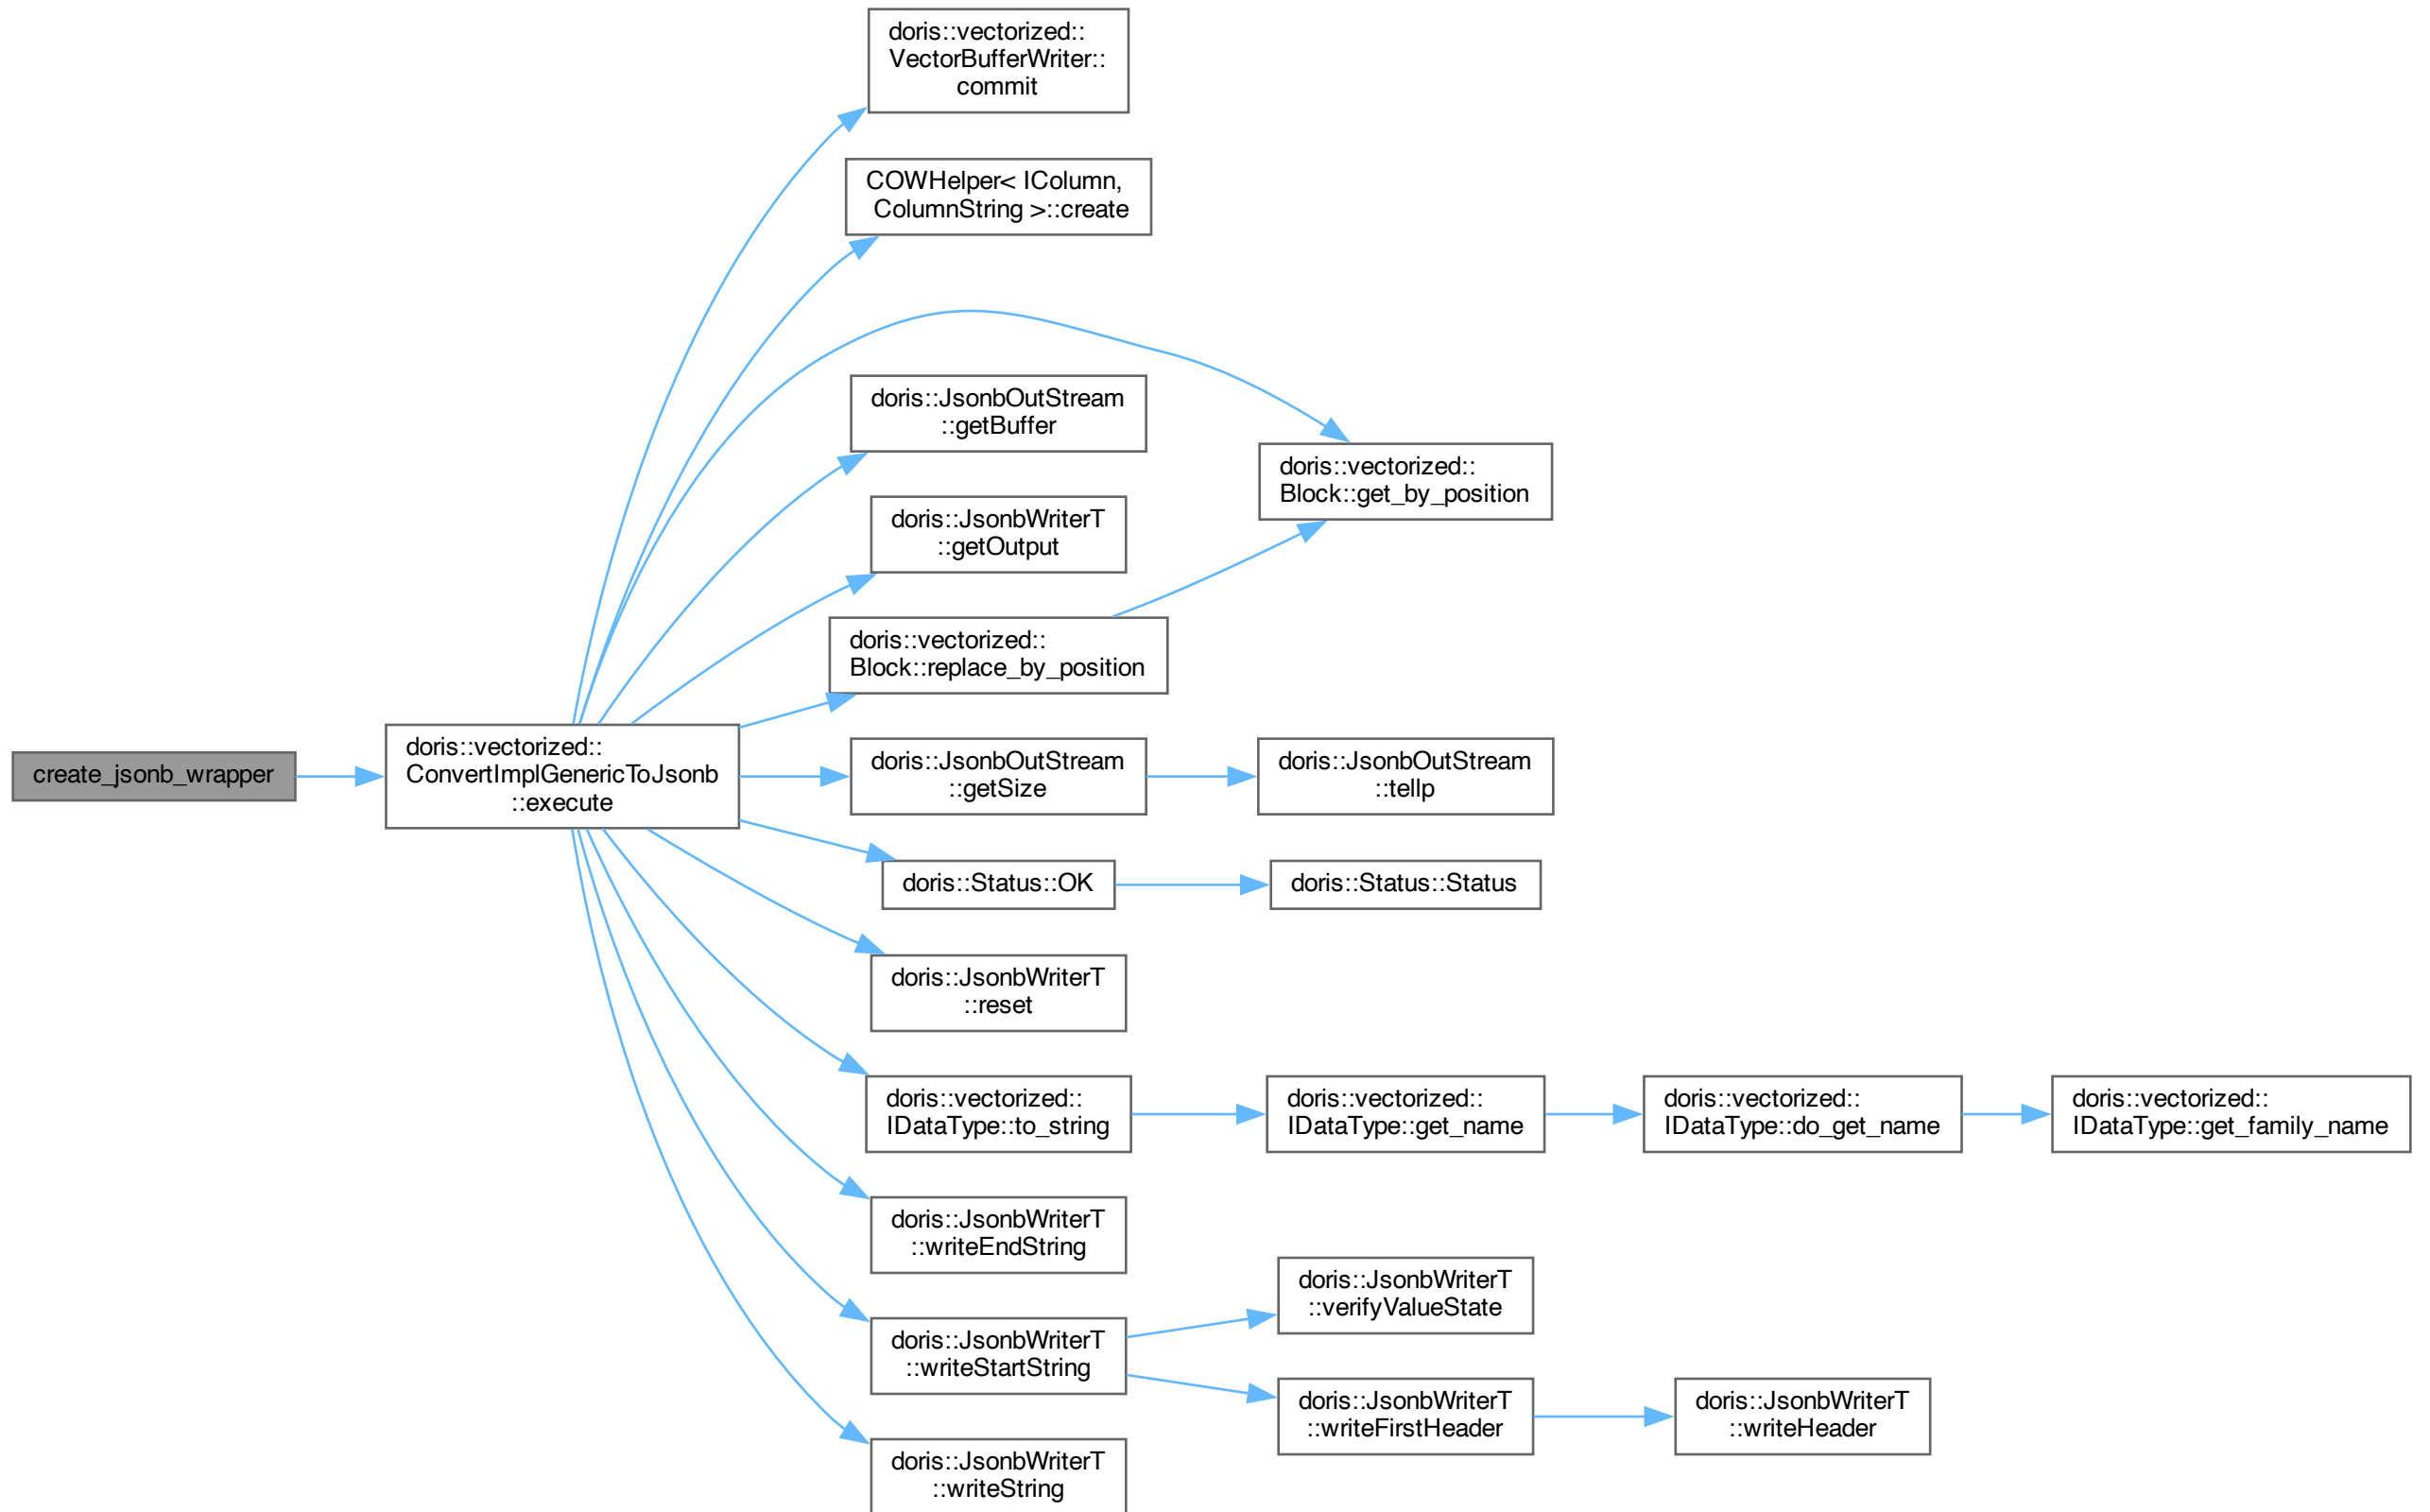 doris::vectorized::
VectorBufferWriter::
commit
COWHelper< IColumn,
ColumnString >::create
doris::JsonbOutStream
::getBuffer
doris::vectorized::
Block::get_by_position
doris::JsonbWriterT
::getOutput
doris::vectorized::
Block::replace_by_position
create_jsonb_wrapper
doris::vectorized::
ConvertImplGenericToJsonb
::execute
doris::JsonbOutStream
::getSize
doris::JsonbOutStream
::tellp
doris::Status::OK
doris::Status::Status
doris::JsonbWriterT
::reset
doris::vectorized::
IDataType::to_string
doris::vectorized::
IDataType::get_name
doris::vectorized::
IDataType::do_get_name
doris::vectorized::
IDataType::get_family_name
doris::JsonbWriterT
::writeEndString
doris::JsonbWriterT
::verifyValueState
doris::JsonbWriterT
::writeStartString
doris::JsonbWriterT
::writeFirstHeader
doris::JsonbWriterT
::writeHeader
doris::JsonbWriterT
::writeString